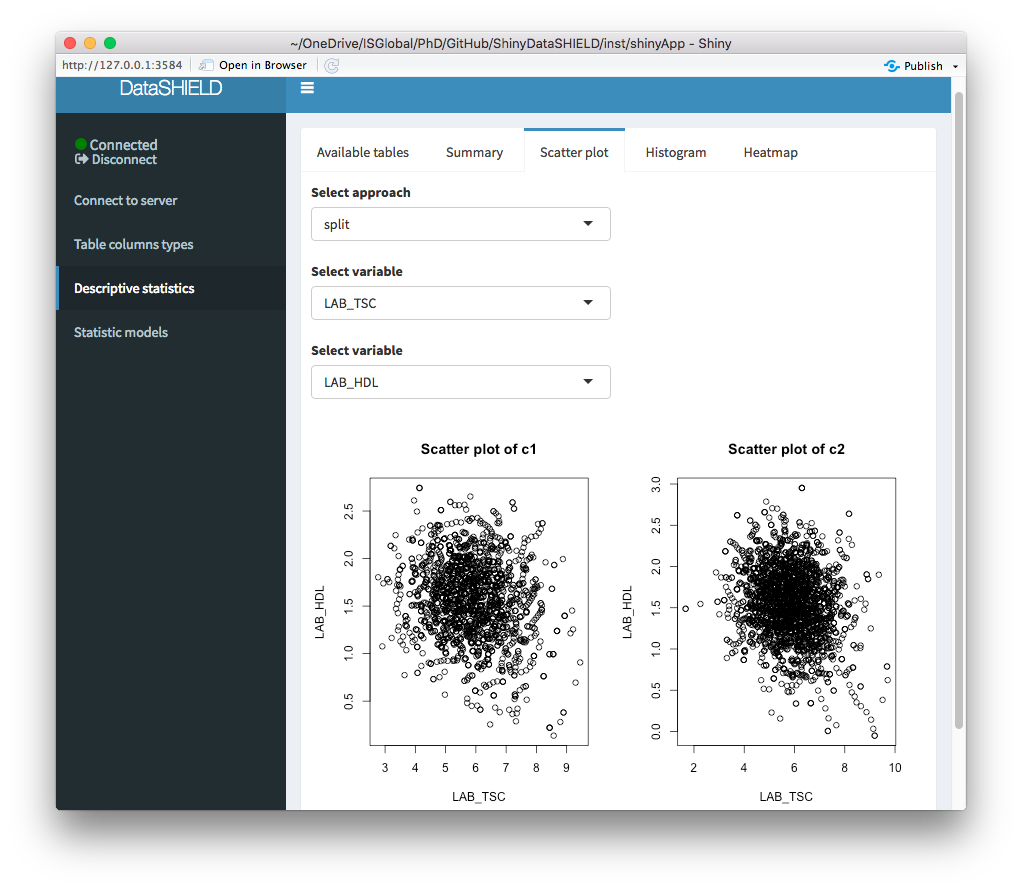 ~/OneDrive/ISGlobal/PhD/GitHub/ShinyDataSHIELD/inst/shinyApp - Shiny
http://127.0.0.1:3584 Open in Browser Publish
DataSHIELD
Connected
Disconnect
Connect to server
Table columns types
Descriptive statistics
Statistic models
Available tables Summary Scatter plot Histogram Heatmap
Select approach
split
Select variable
LAB_TSC
Select variable
LAB_HDL
Scatter plot of c1
LAB_HDL
2.5
2.0
1.5
1.0
0.5
3 4 5 6 7 8 9
LAB_TSC
Scatter plot of c2
LAB_HDL
3.0
2.5
2.0
1.5
1.0
0.5
0.0
2 4 6 8 10
LAB_TSC